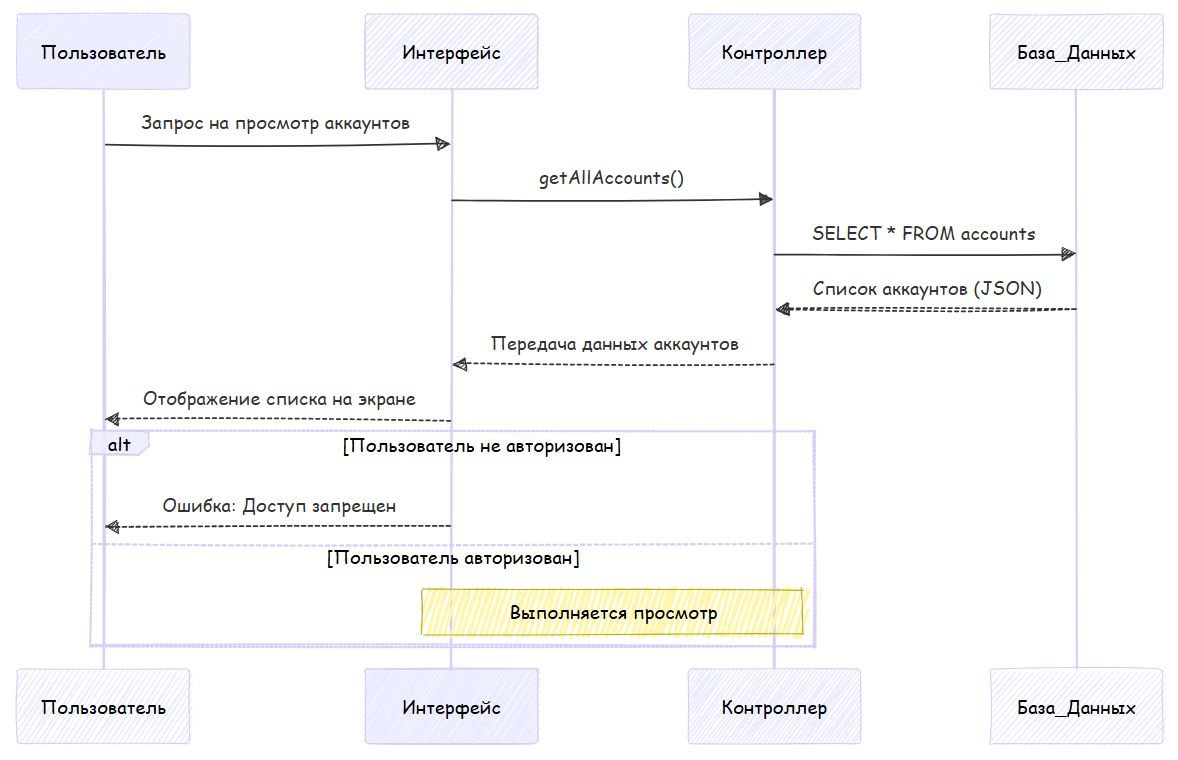 Пользователь
Интерфейс
Контроллер
База_Данных
Запрос на просмотр аккаунтов
getAllAccounts()
SELECT * FROM accounts
Список аккаунтов (JSON)
Передача данных аккаунтов
Отображение списка на экране
alt
[Пользователь не авторизован]
Ошибка: Доступ запрещен
[Пользователь авторизован]
Выполняется просмотр
Пользователь
Интерфейс
Контроллер
База_Данных